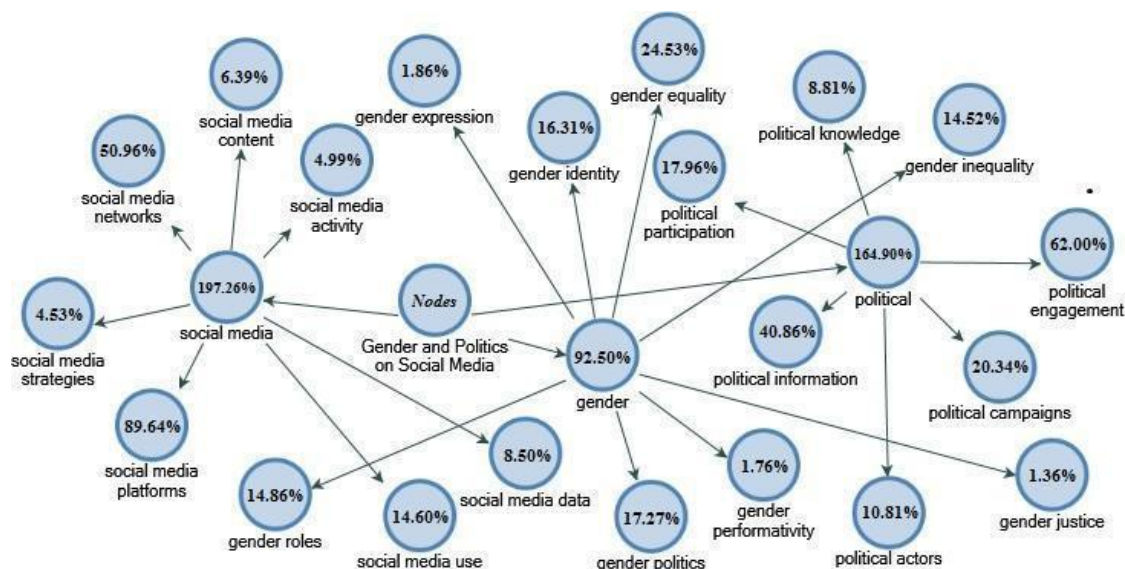 24.53%
gender equality
6.39%
social media
content
1.86%
gender expression
8.81%
political knowledge
16.31%
gender identity
14.52%
gender inequality
50.96%
social media
networks
4.99%
social media
activity
17.96%
political
participation
197.26%
social media
Nodes
Gender and Politics
on Social Media
164.90%
political
62.00%
political
engagement
4.53%
social media
strategies
92.50%
gender
40.86%
political information
20.34%
political campaigns
89.64%
social media
platforms
8.50%
social media data
1.76%
gender
performativity
1.36%
gender justice
14.86%
gender roles
14.60%
social media use
17.27%
gender politics
10.81%
political actors